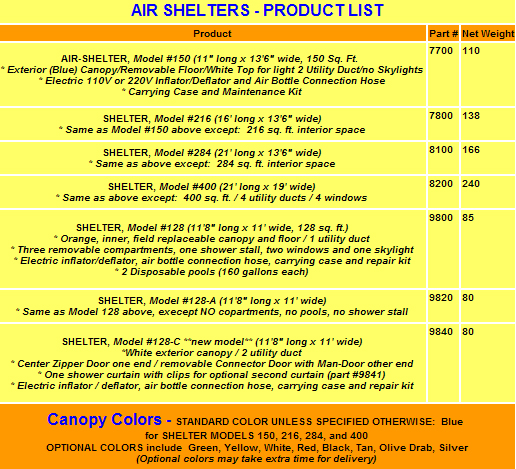 AIR SHELTERS - PRODUCT LIST
Product Part # Net Weight
AIR-SHELTER, Model #150 (11" long x 13'6" wide, 150 Sq. Ft. 7700 110
* Exterior (Blue) Canopy/Removable Floor/White Top for light 2 Utility Duct/no Skylights
* Electric 110V or 220V Inflator/Deflator and Air Bottle Connection Hose
* Carrying Case and Maintenance Kit
SHELTER, Model #216 (16' long x 13'6" wide) 7800 138
* Same as Model #150 above except: 216 sq. ft. interior space
SHELTER, Model #284 (21' long x 13'6" wide) 8100 166
* Same as above except: 284 sq. ft. interior space
SHELTER, Model #400 (21' long x 19' wide) 8200 240
* Same as above except: 400 sq. ft. / 4 utility ducts / 4 windows
SHELTER, Model #128 (11'8" long x 11' wide, 128 sq. ft.) 9800 85
* Orange, inner, field replaceable canopy and floor / 1 utility duct
* Three removable compartments, one shower stall, two windows and one skylight
* Electric inflator/deflator, air bottle connection hose, carrying case and repair kit
* 2 Disposable pools (160 gallons each)
SHELTER, Model #128-A (11'8" long x 11' wide) 9820 80
* Same as Model 128 above, execept NO copartments, no pools, no shower stall
SHELTER, Model #128-C **new model** (11'8" long x 11' wide) 9840 80
*White exterior canopy / 2 utility duct
* Center Zipper Door one end / removable Connector Door with Man-Door other end
* One shower curtain with clips for optional second curtain (part #9841)
* Electric inflator / deflator, air bottle connection hose, carrying case and repair kit
Canopy Colors - STANDARD COLOR UNLESS SPECIFIED OTHERWISE: Blue
for SHELTER MODELS 150, 216, 284, and 400
OPTIONAL COLORS include Green, Yellow, White, Red, Black, Tan, Olive Drab, Silver
(Optional colors may take extra time for delivery)